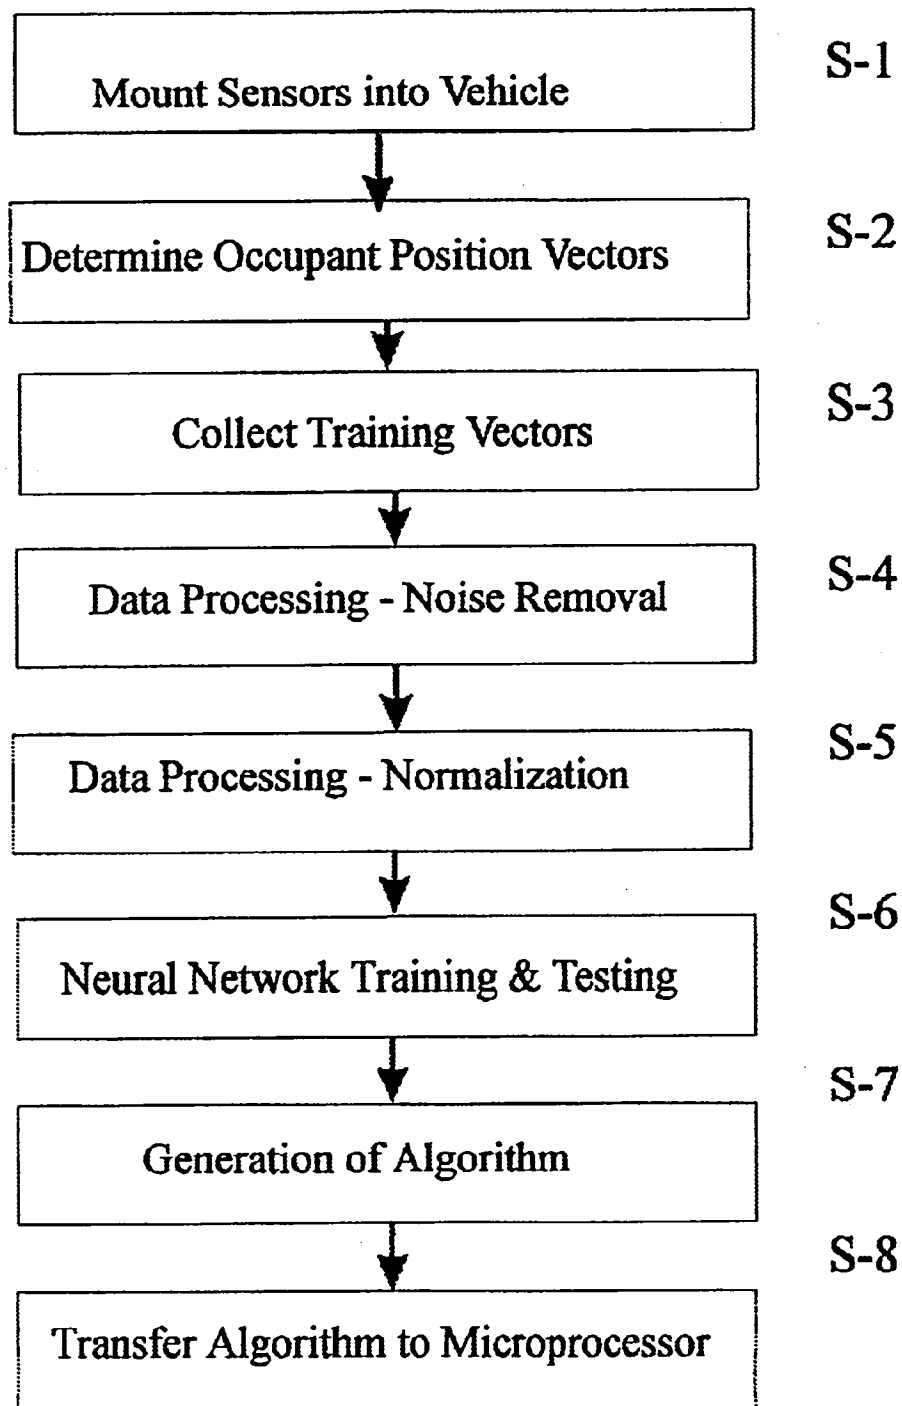 Mount Sensors into Vehicle
S-1
Determine Occupant Position Vectors
S-2
Collect Training Vectors
S-3
Data Processing - Noise Removal
S-4
Data Processing - Normalization
S-5
Neural Network Training & Testing
S-6
Generation of Algorithm
S-7
Transfer Algorithm to Microprocessor
S-8